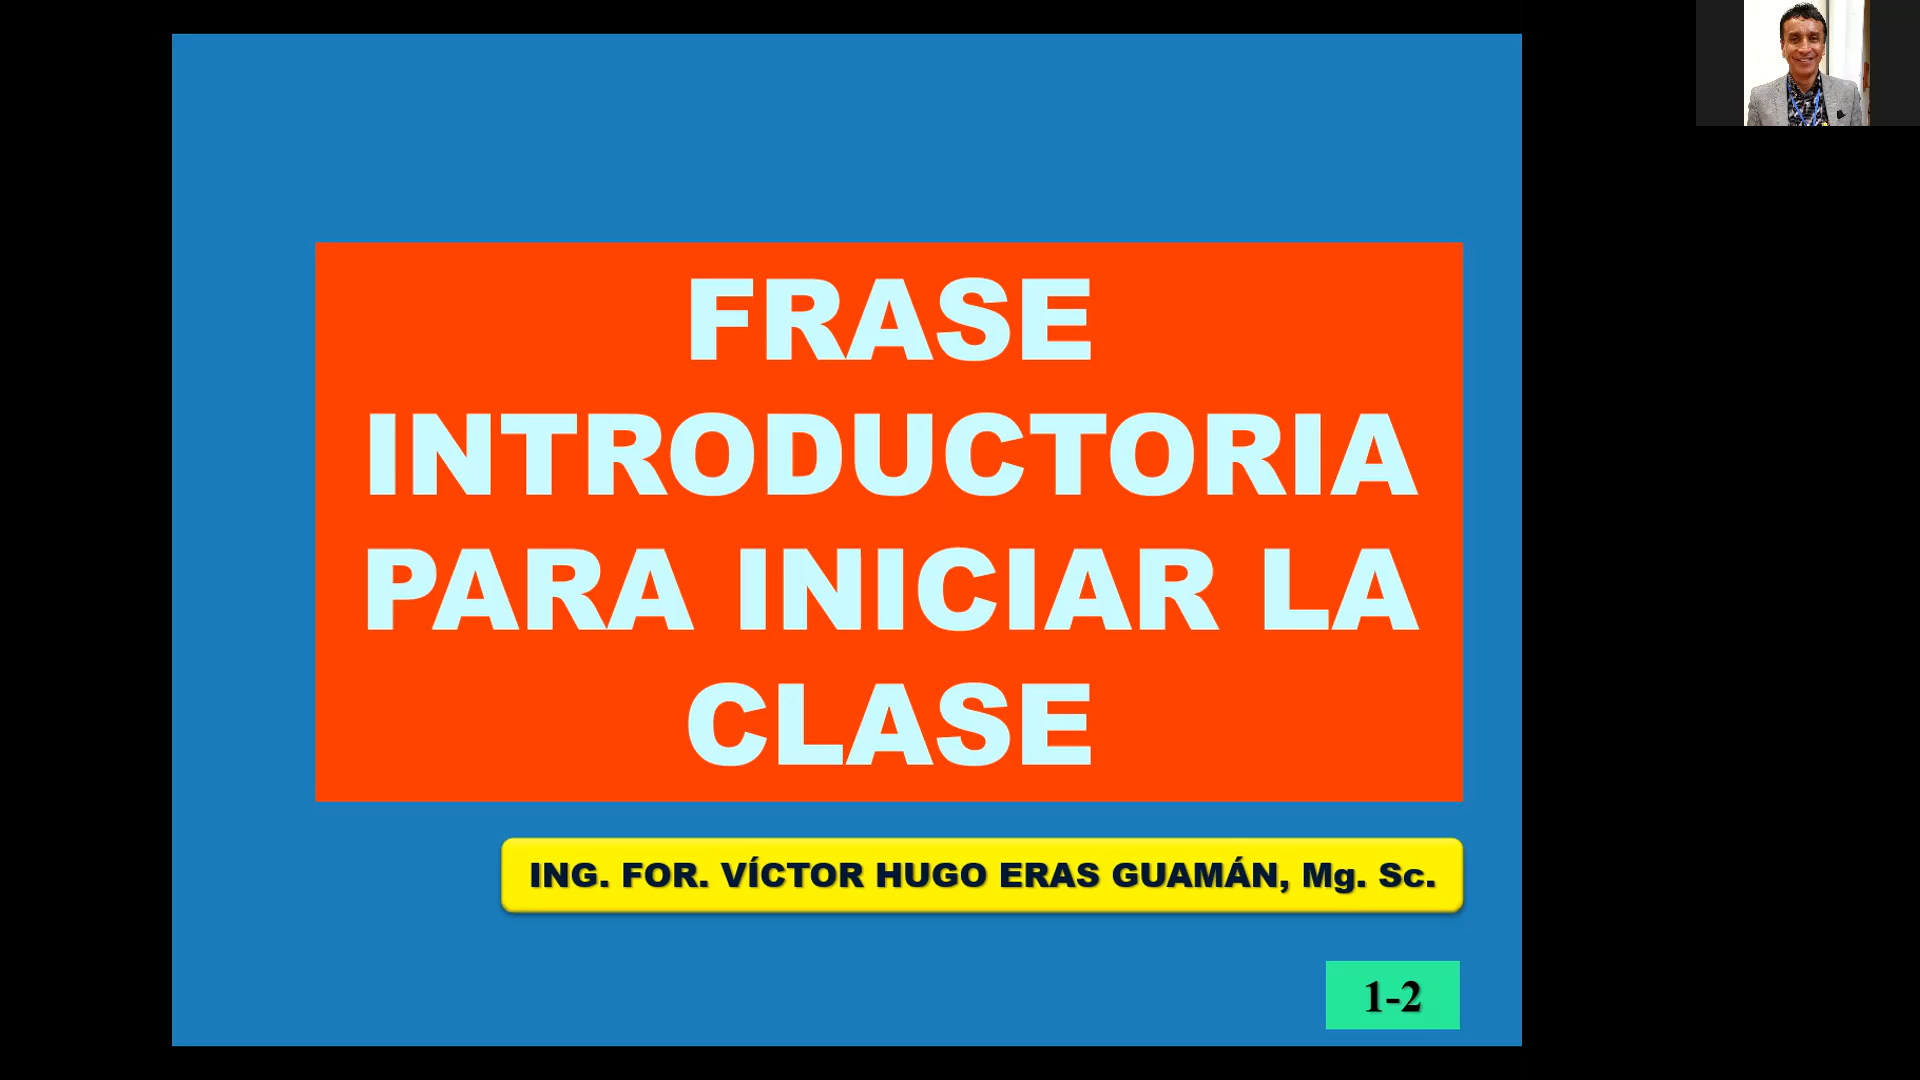 FRASE
INTRODUCTORIA
PARA INICIAR LA
CLASE
ING. FOR. VÍCTOR HUGO ERAS GUAMÁN, Mg. Sc.
1-2